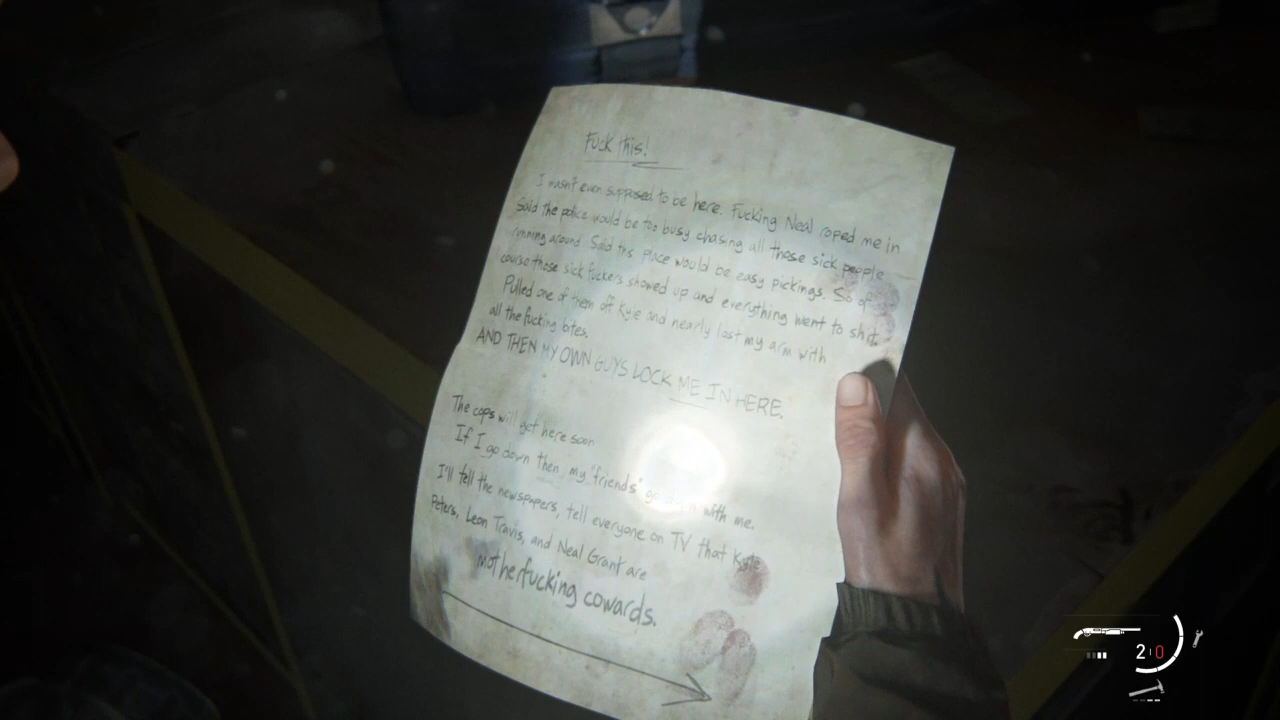 Fuck this!
I wasn't even supposed to be here. Fucking Neal roped me in
Said the police would be too busy chasing all those sick people
running around. Said this place would be easy pickings. So of
course those sick fuckers showed up and everything went to shit.
Pulled one of them off Kyle and nearly lost my arm with
all the fucking bites.
AND THEN MY OWN GUYS LOCK ME IN HERE.
The cops will get here soon
If I go down then, my "friends" with me.
I'll tell the newspapers, tell everyone on TV that Kyle
Peters, Leon Travis, and Neal Grant are
motherfucking cowards.
2 0